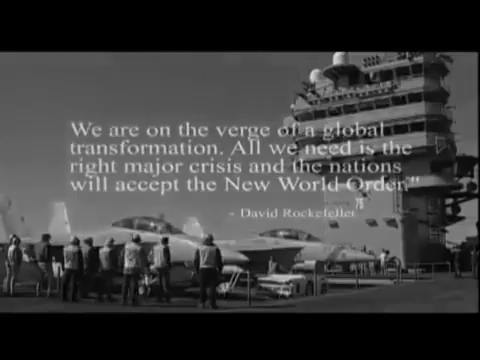 We are on the verge of a global
transformation. All we need is the
right major crisis and the nations
will accept the New World Order."
- David Rockefeller
75